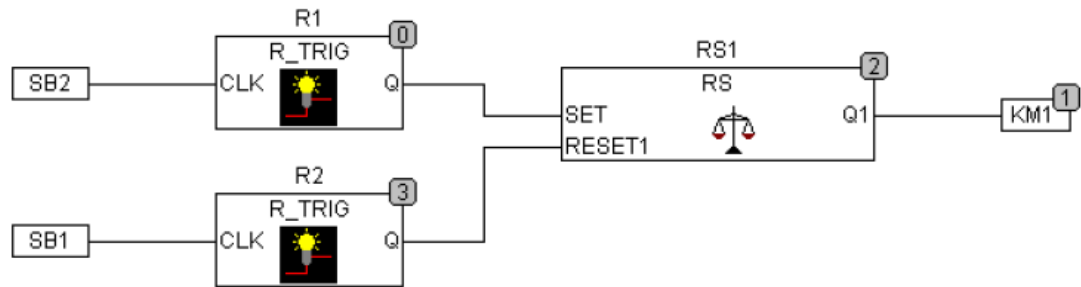 R1
0
R_TRIG
SB2
CLK
Q
RS1
2
RS
SET
Q1
RESET1
1
KM1
R2
3
R_TRIG
SB1
CLK
Q